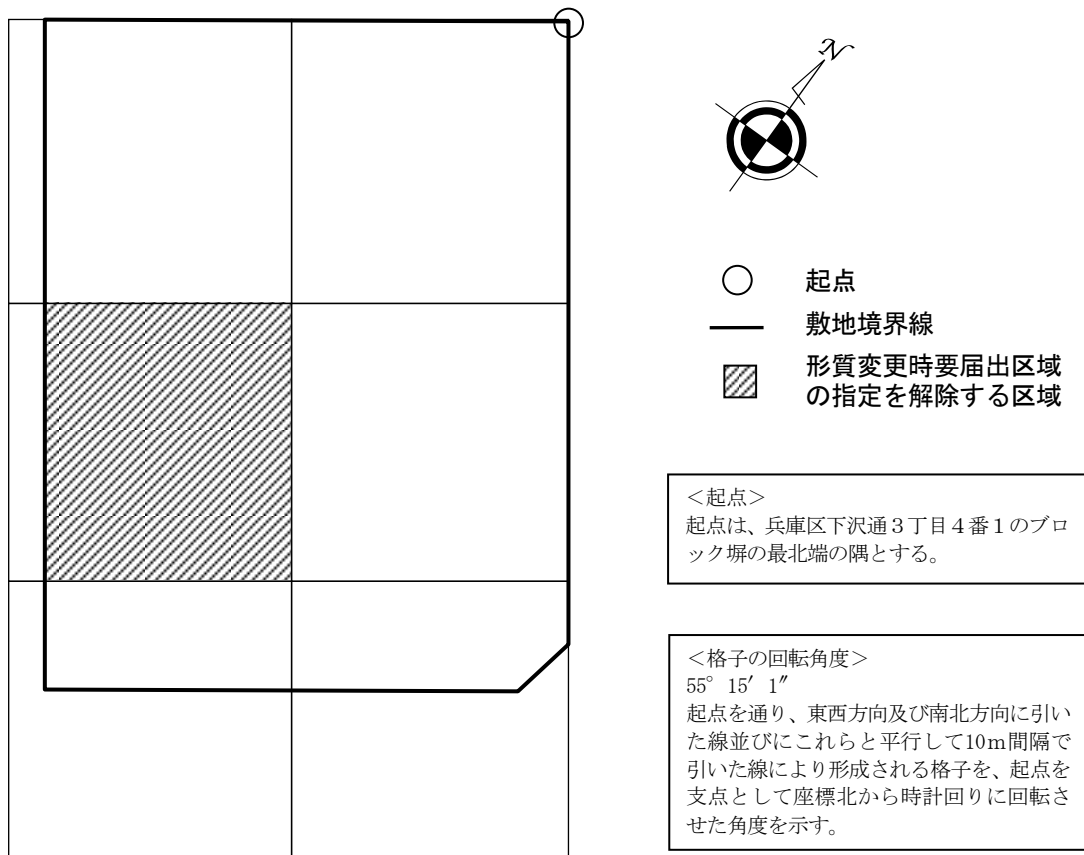 N
起点
敷地境界線
形質変更時要届出区域
の指定を解除する区域
＜起点＞
起点は、兵庫区下沢通３丁目４番１のブロ
ック塀の最北端の隅とする。
＜格子の回転角度＞
55° 15′ 1″
起点を通り、東西方向及び南北方向に引い
た線並びにこれらと平行して10ｍ間隔で
引いた線により形成される格子を、起点を
支点として座標北から時計回りに回転さ
せた角度を示す。